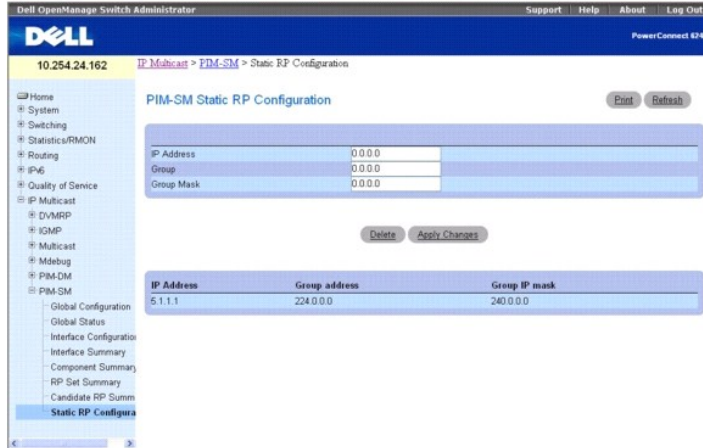 Dell OpenManage Switch Administrator
Support Help About Log Out
DELL
PowerConnect 624
10.254.24.162
IP Multicast > PIM-SM > Static RP Configuration
Home
System
Switching
Statistics/RMON
Routing
IPv6
Quality of Service
IP Multicast
DVMRP
IGMP
Multicast
Mdebug
PIM-DM
PIM-SM
Global Configuration
Global Status
Interface Configuration
Interface Summary
Component Summary
RP Set Summary
Candidate RP Summ
Static RP Configura
PIM-SM Static RP Configuration
Print Refresh
IP Address 0.0.0.0
Group 0.0.0.0
Group Mask 0.0.0.0
Delete Apply Changes
IP Address Group address Group IP mask
5.1.1.1 224.0.0.0 240.0.0.0